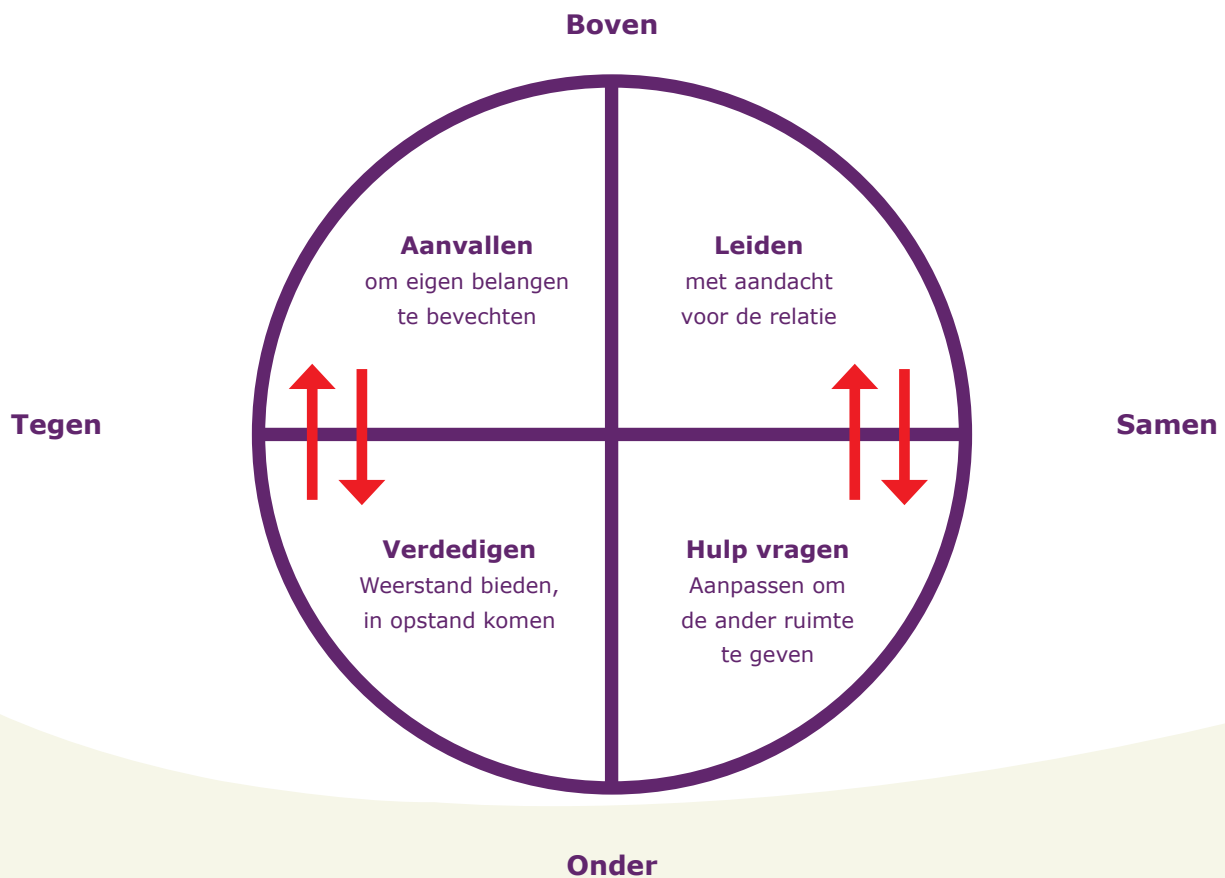 Boven
Aanvallen
om eigen belangen
te bevechten
Leiden
met aandacht
voor de relatie
Tegen
Samen
Verdedigen
Weerstand bieden,
in opstand komen
Hulp vragen
Aanpassen om
de ander ruimte
te geven
Onder